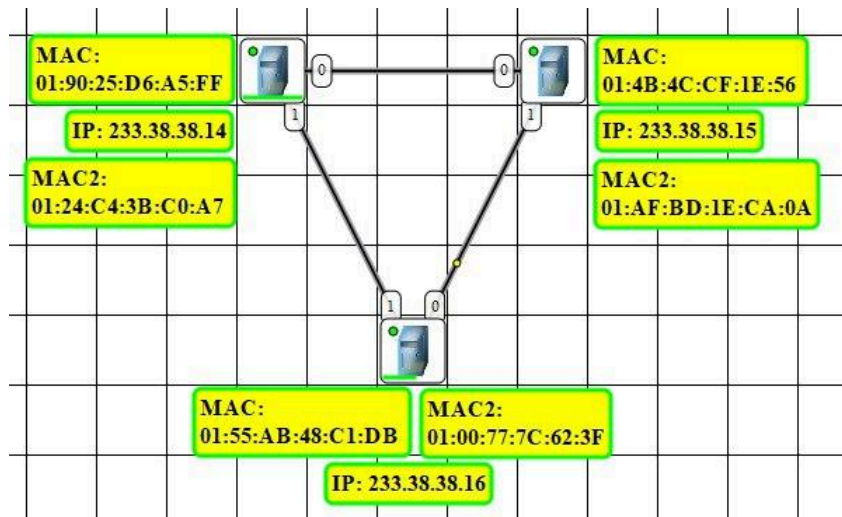 MAC:
01:90:25:D6:A5:FF
IP: 233.38.38.14
MAC2:
01:24:C4:3B:C0:A7
0
0
1
1
MAC:
01:4B:4C:CF:1E:56
IP: 233.38.38.15
MAC2:
01:AF:BD:1E:CA:0A
1
0
MAC:
01:55:AB:48:C1:DB
MAC2:
01:00:77:7C:62:3F
IP: 233.38.38.16